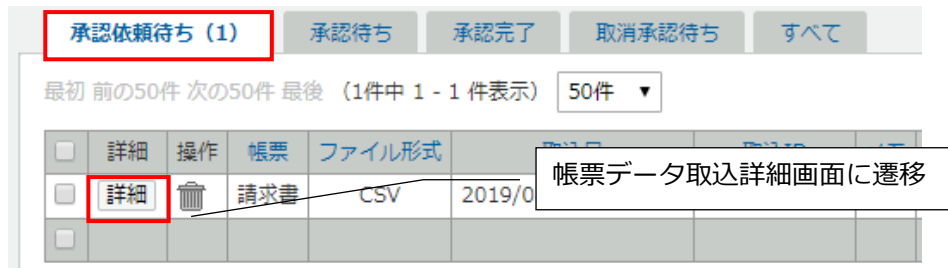 承認依頼待ち（1） 承認待ち 承認完了 取消承認待ち すべて
最初 前の50件 次の50件 最後 （1件中 1 - 1 件表示） 50件 ▼
詳細 操作 帳票 ファイル形式
帳票データ取込詳細画面に遷移
詳細 請求書 CSV 2019/0